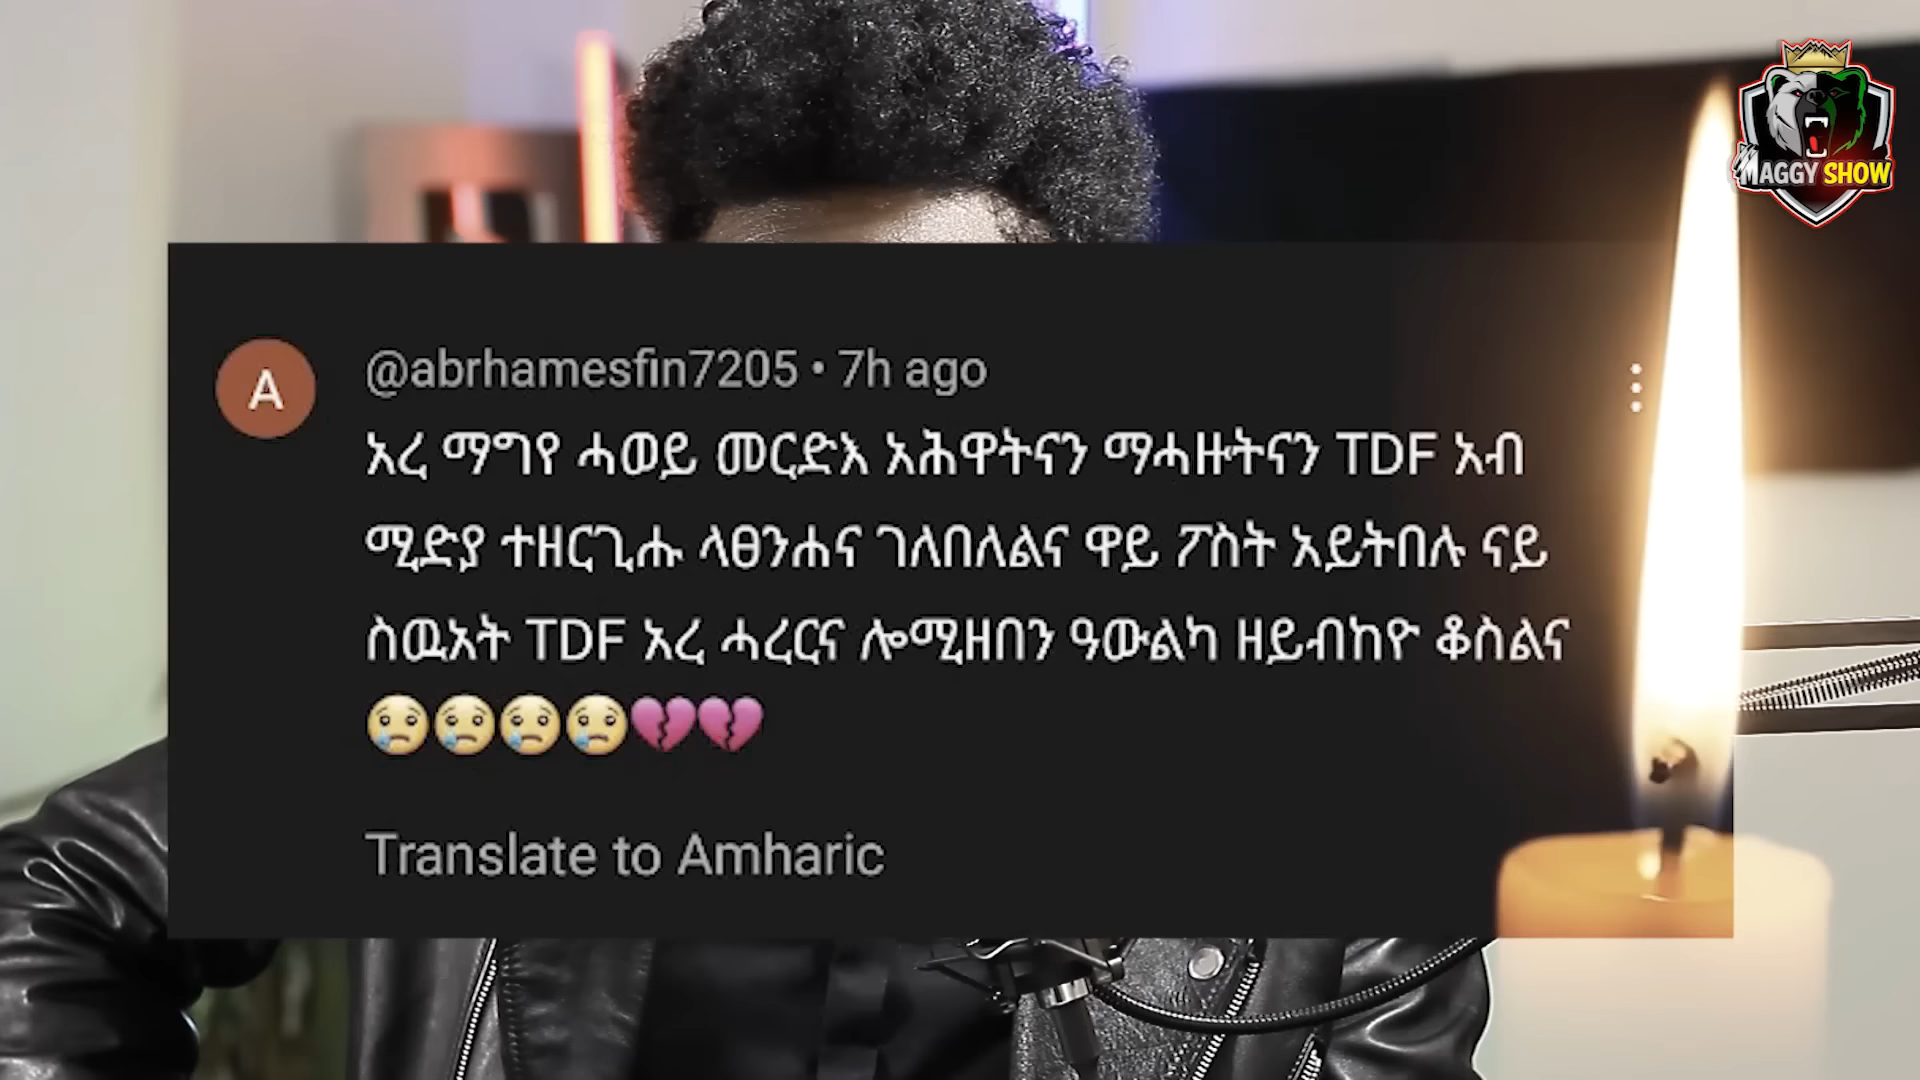 MAGGY SHOW
@abrhamesfin7205 • 7h ago
አረ ማግየ ሓወይ መርድእ አሕዋትናን ማሓዙትናን TDF አብ
ሚድያ ተዘርጊሑ ላፀንሐና ገለበለልና ዋይ ፖስት አይትበሉ ናይ
ስዉአት TDF አረ ሓረርና ሎሚዘበን ዓውልካ ዘይብከዮ ቆስልና
😢😢😢😢💔💔
Translate to Amharic
A